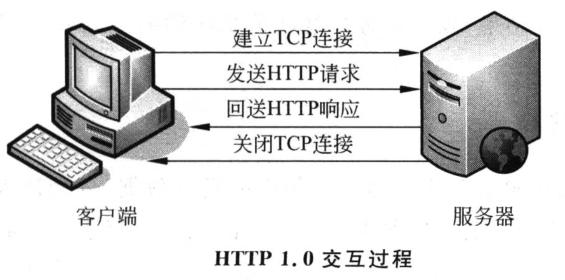 建立TCP连接
发送HTTP请求
回送HTTP响应
关闭TCP连接
客户端
服务器
HTTP 1.0 交互过程